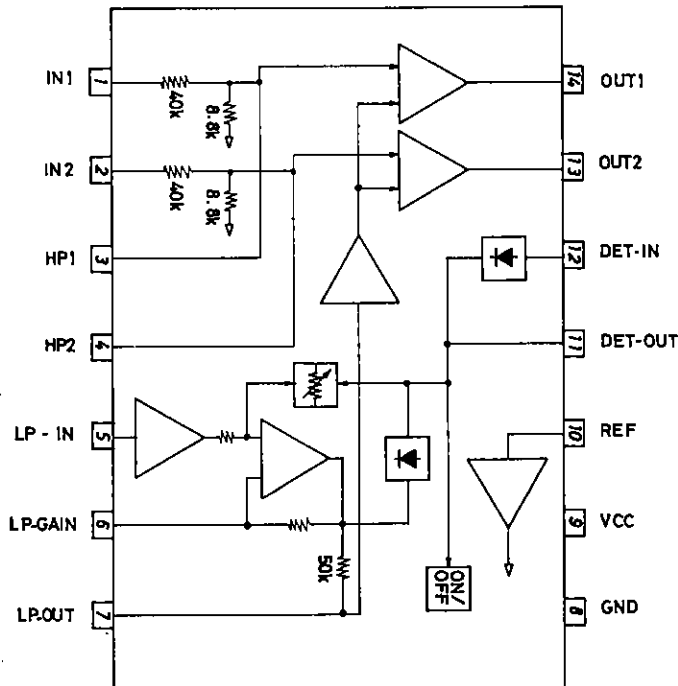 IN1 1 40k 8.8k 14 OUT1
IN2 2 40k 8.8k 13 OUT2
HP1 3 12 DET-IN
HP2 4 11 DET-OUT
LP - IN 5 10 REF
LP-GAIN 6 9 VCC
50k ON/
OFF
LP-OUT 7 8 GND